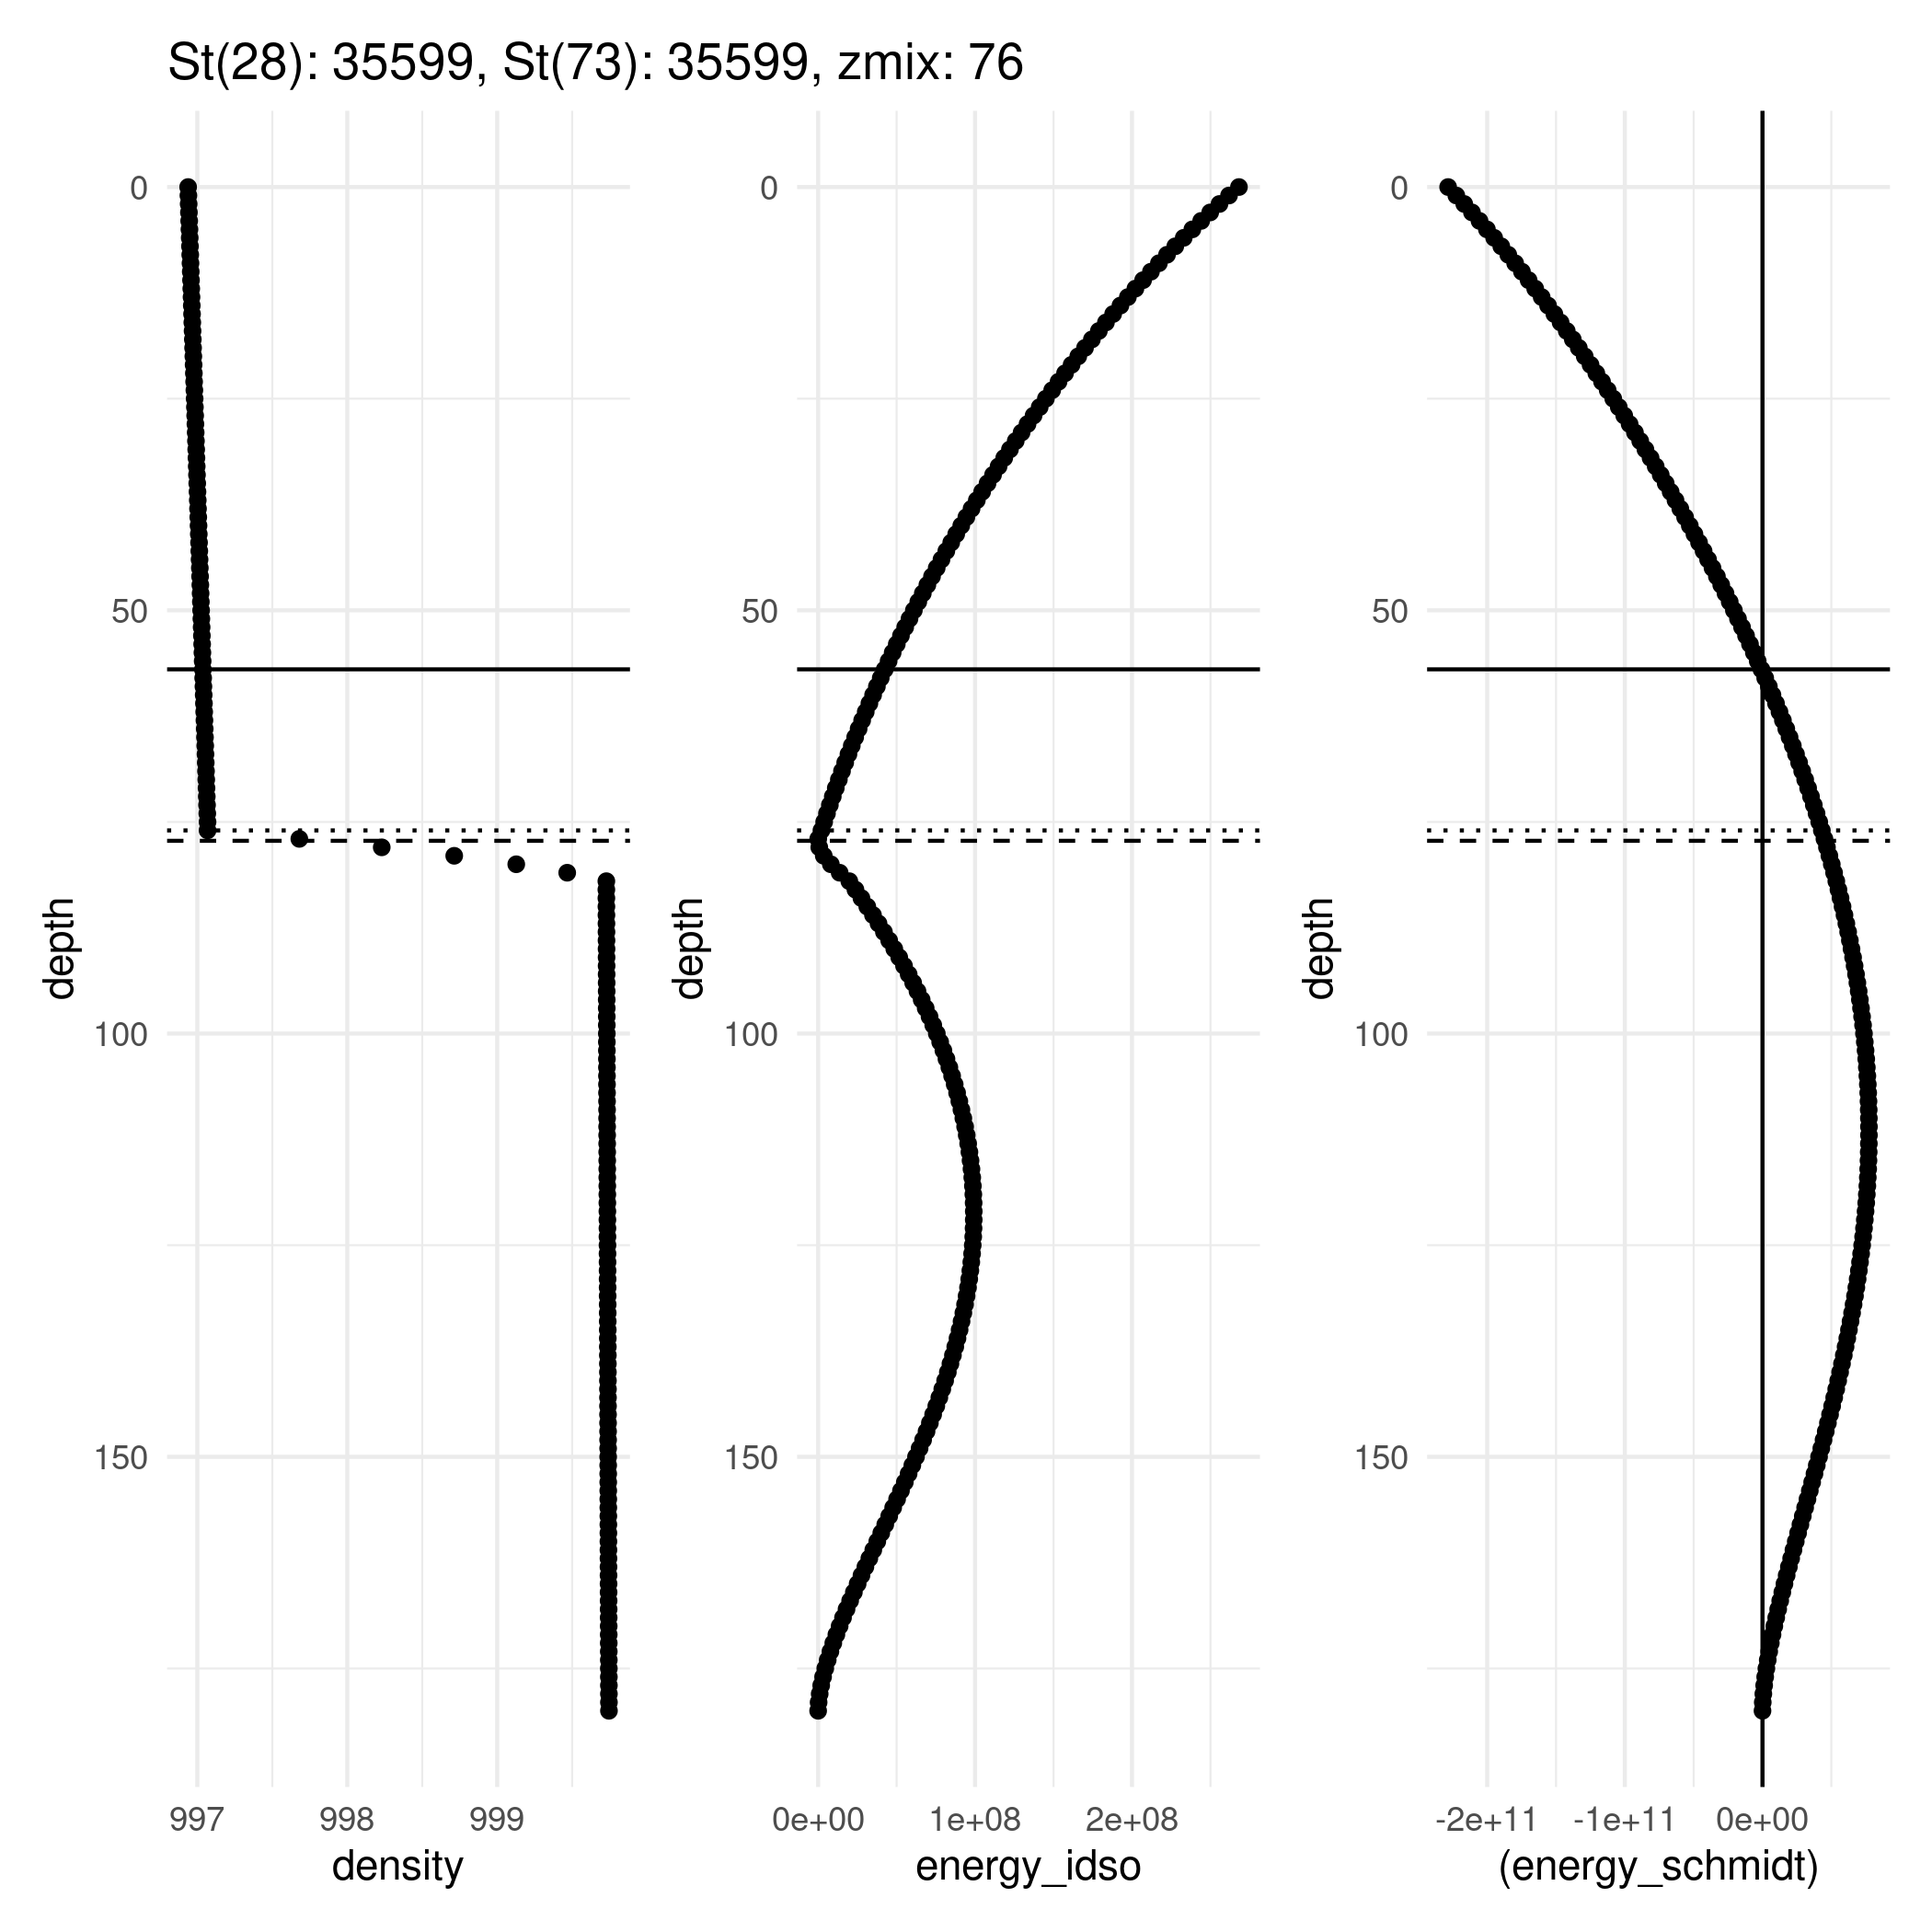 St(28): 35599, St(73): 35599, zmix: 76
0
50
100
150
depth
997 998 999
density
0
50
100
150
depth
0e+00 1e+08 2e+08
energy_idso
0
50
100
150
depth
-2e+11 -1e+11 0e+00
(energy_schmidt)